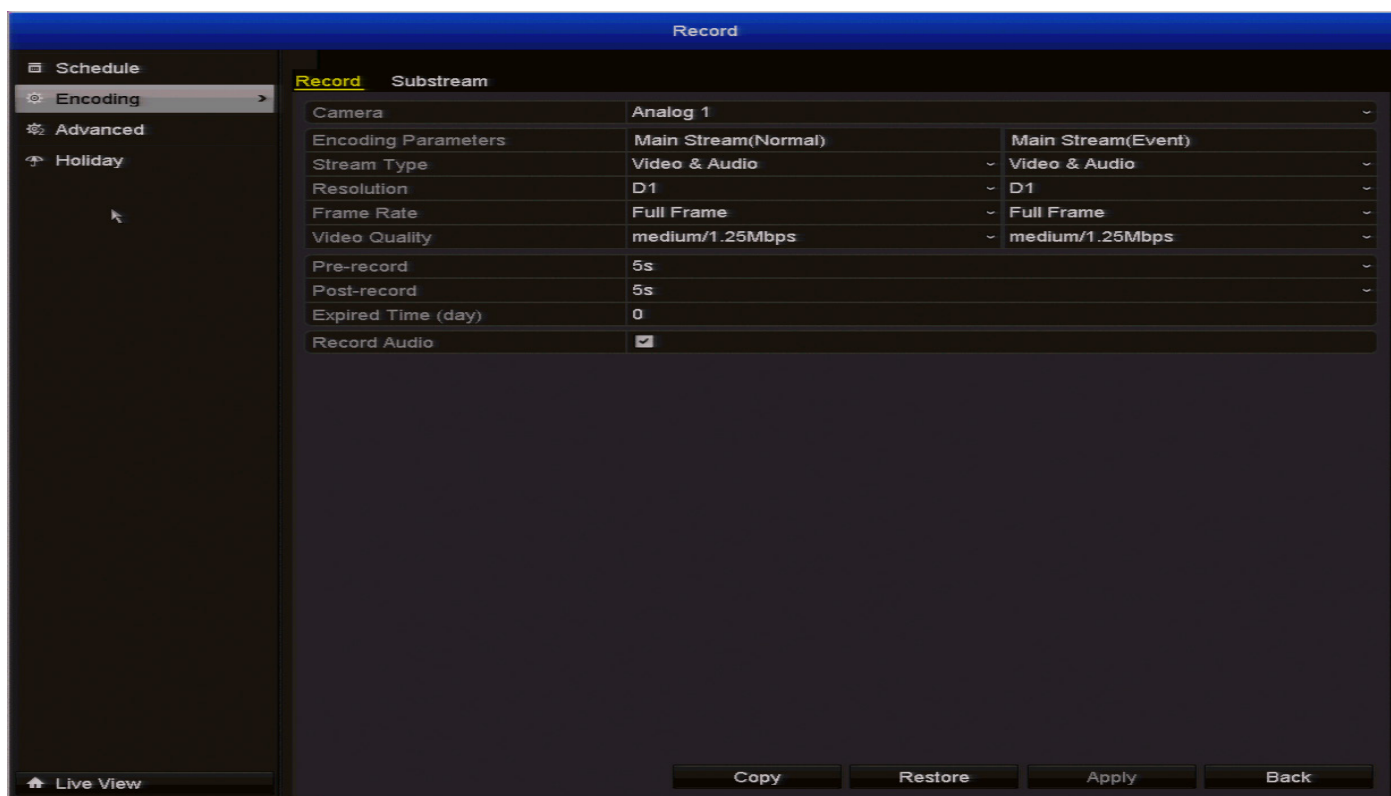 Record
Schedule
Encoding
Advanced
Holiday
Live View
Record Substream
Camera Analog 1
Encoding Parameters Main Stream(Normal) Main Stream(Event)
Stream Type Video & Audio Video & Audio
Resolution D1 D1
Frame Rate Full Frame Full Frame
Video Quality medium/1.25Mbps medium/1.25Mbps
Pre-record 5s
Post-record 5s
Expired Time (day) 0
Record Audio
Copy Restore Apply Back